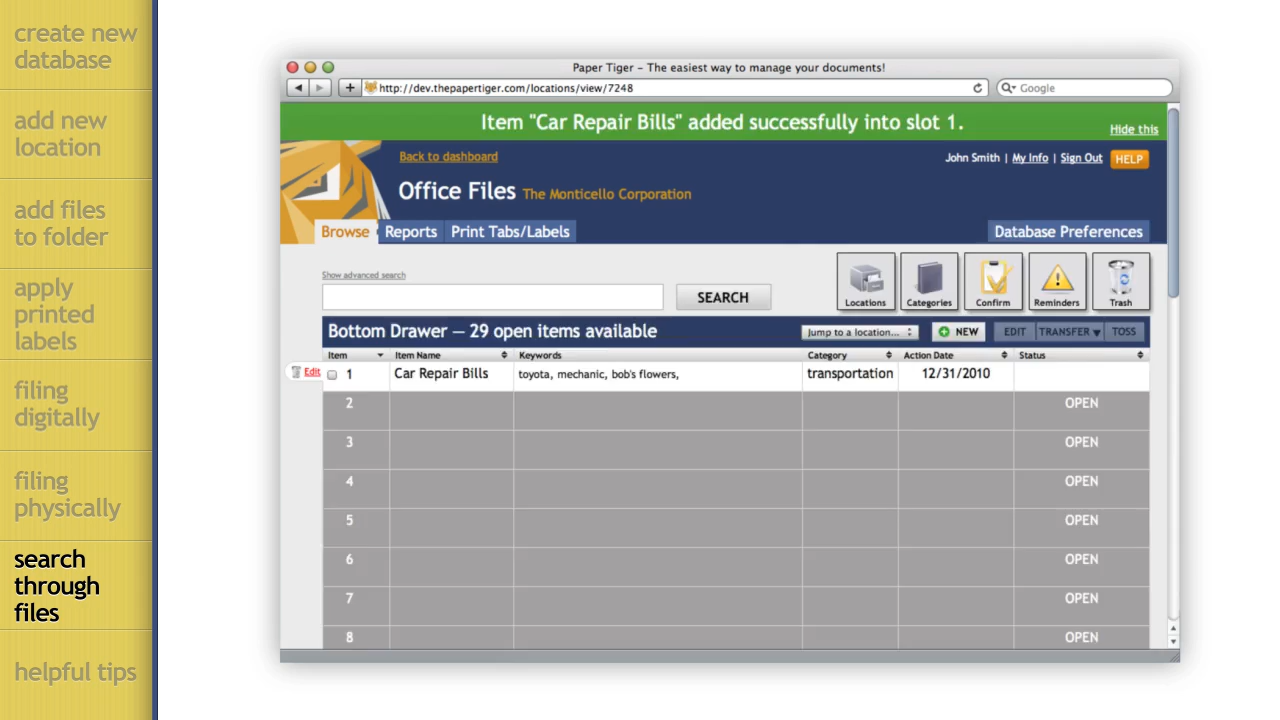 create new
database
add new
location
add files
to folder
apply
printed
labels
filing
digitally
filing
physically
search
through
files
helpful tips
Paper Tiger – The easiest way to manage your documents!
http://dev.thepapertiger.com/locations/view/7248
Google
Item "Car Repair Bills" added successfully into slot 1.
Hide this
Back to dashboard
John Smith | My Info | Sign Out HELP
Office Files The Monticello Corporation
Browse Reports Print Tabs/Labels Database Preferences
Show advanced search
SEARCH
Locations Categories Confirm Reminders Trash
Bottom Drawer — 29 open items available Jump to a location... NEW EDIT TRANSFER TOSS
Item Item Name Keywords Category Action Date Status
Edit 1 Car Repair Bills toyota, mechanic, bob's flowers, transportation 12/31/2010
2 OPEN
3 OPEN
4 OPEN
5 OPEN
6 OPEN
7 OPEN
8 OPEN